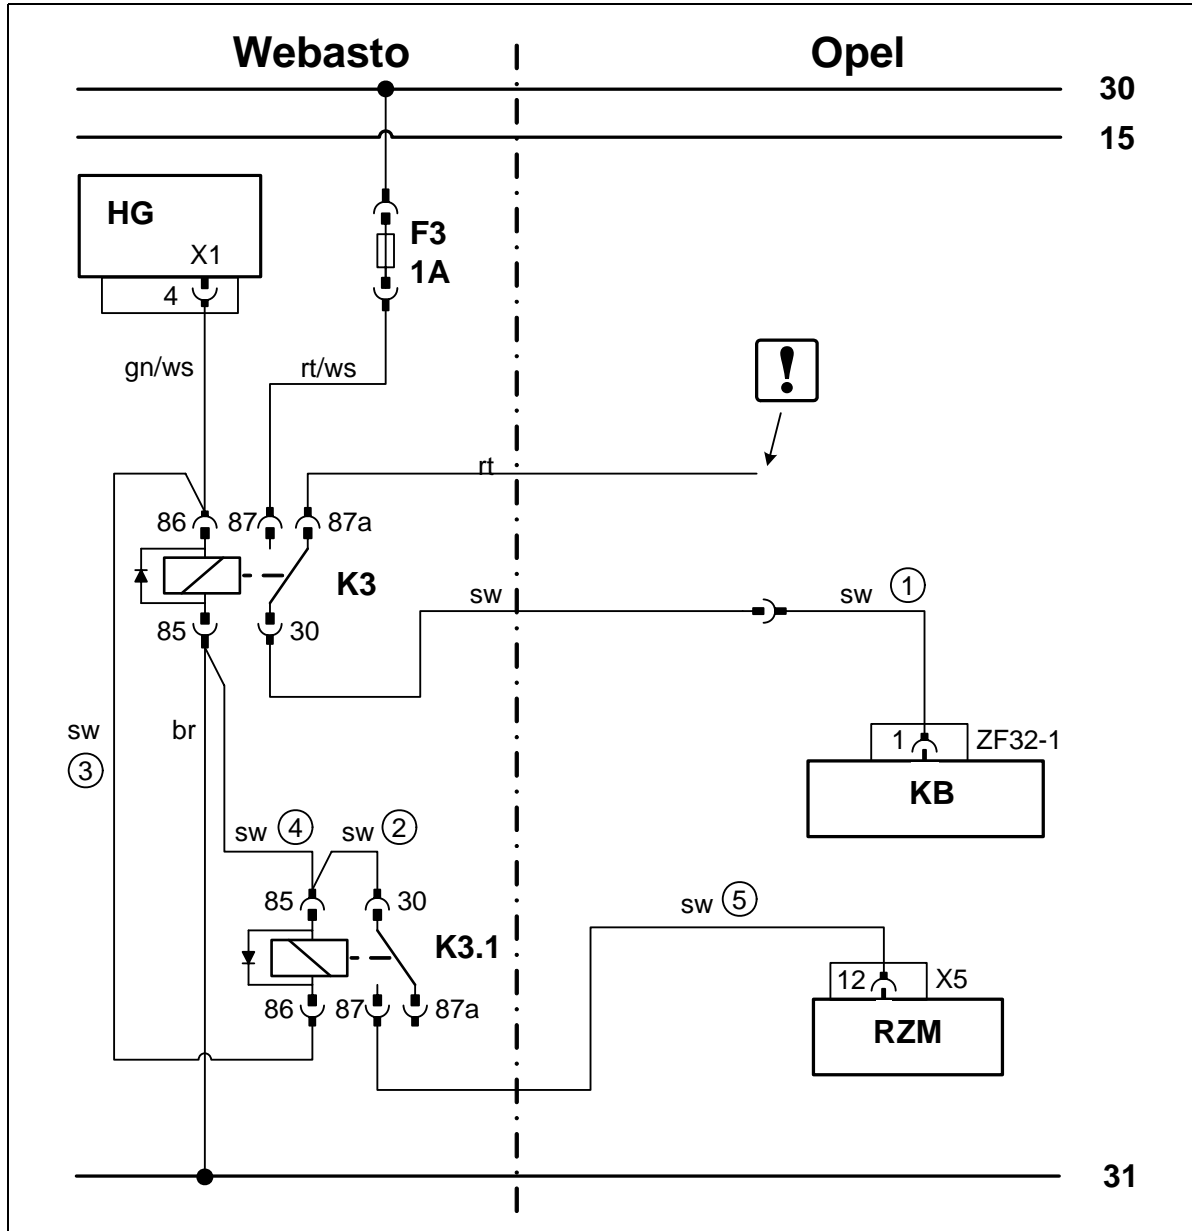 Webasto Opel
30
15
HG
X1
4
F3
1A
gn/ws rt/ws
!
rt
86 87 87a
K3
85 30
sw sw 1
sw
3
br
1 ZF32-1
KB
sw 4 sw 2
85 30
K3.1
sw 5
86 87 87a
12 X5
RZM
31